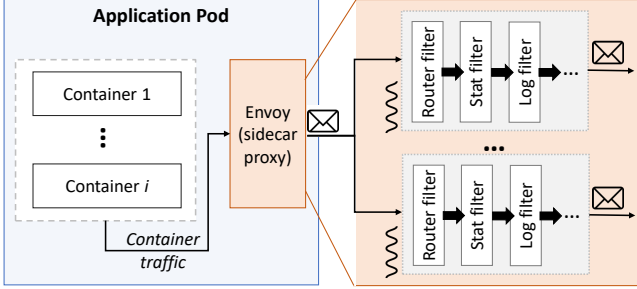 Application Pod
Container 1
⋮
Container i
Container
traffic
Envoy
(sidecar
proxy)
Router filter
Stat filter
Log filter
...
...
Router filter
Stat filter
Log filter
...